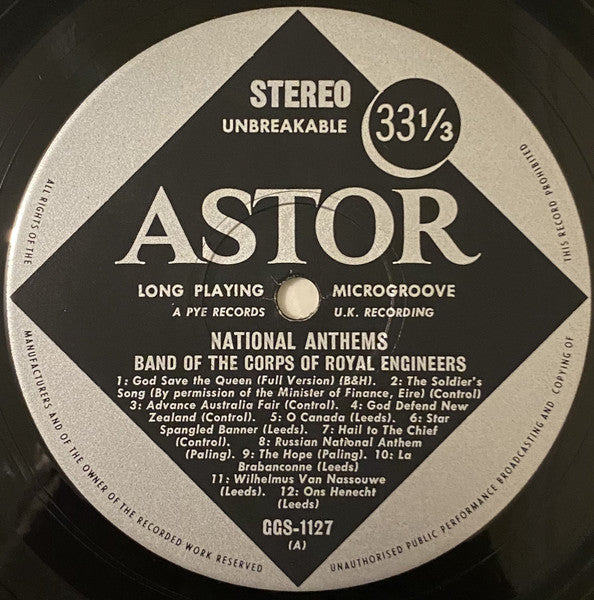 STEREO
UNBREAKABLE
33 1/3
ASTOR
LONG PLAYING MICROGROOVE
A PYE RECORDS U.K. RECORDING
NATIONAL ANTHEMS
BAND OF THE CORPS OF ROYAL ENGINEERS
1: God Save the Queen (Full Version) (B&H). 2: The Soldier's
Song (By permission of the Minister of Finance, Eire) (Control)
3: Advance Australia Fair (Control). 4: God Defend New
Zealand (Control). 5: O Canada (Leeds). 6: Star
Spangled Banner (Leeds). 7: Hail to The Chief
(Control). 8: Russian National Anthem
(Paling). 9: The Hope (Paling). 10: La
Brabanconne (Leeds)
11: Wilhelmus Van Nassouwe
(Leeds). 12: Ons Henecht
(Leeds)
GGS-1127
(A)
ALL RIGHTS OF THE
MANUFACTURERS AND OF THE OWNER OF THE RECORDED WORK RESERVED
UNAUTHORISED PUBLIC PERFORMANCE BROADCASTING AND COPYING OF
THIS RECORD PROHIBITED